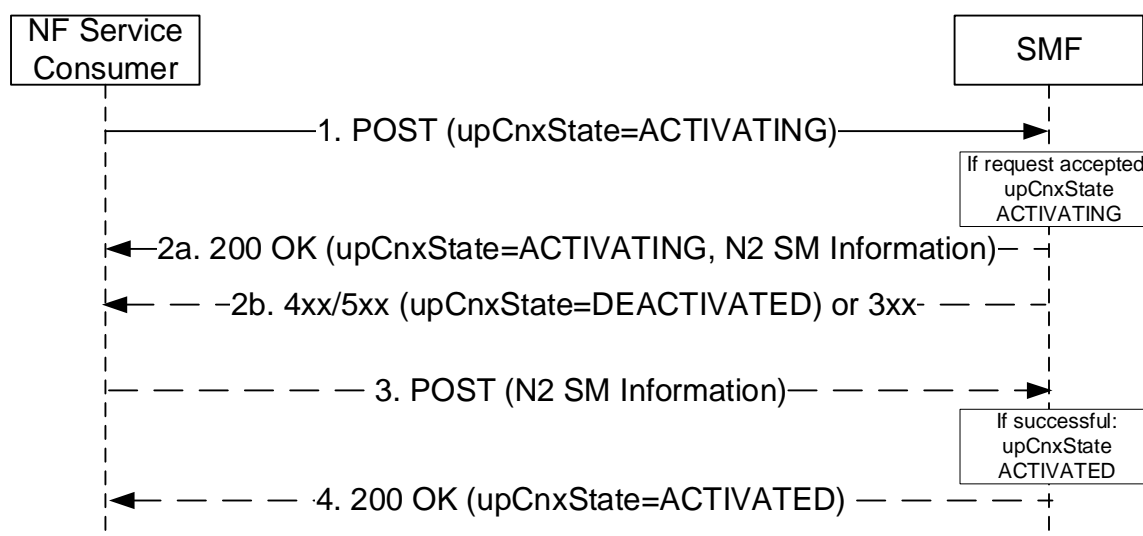 NF Service
Consumer
SMF
1. POST (upCnxState=ACTIVATING)
If request accepted
upCnxState
ACTIVATING
2a. 200 OK (upCnxState=ACTIVATING, N2 SM Information)
2b. 4xx/5xx (upCnxState=DEACTIVATED) or 3xx
3. POST (N2 SM Information)
If successful:
upCnxState
ACTIVATED
4. 200 OK (upCnxState=ACTIVATED)